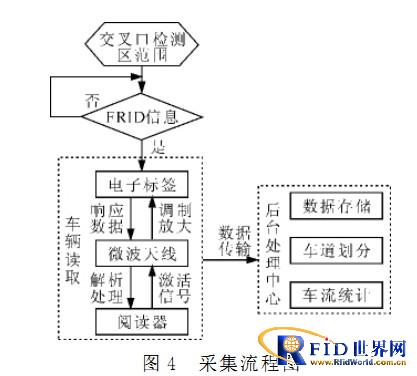 交叉口检测
区范围
否
FRID信息
是
车辆读取
电子标签
响应
数据
调制
放大
微波天线
解析
处理
激活
信号
阅读器
数据
传输
后台处理中心
数据存储
车道划分
车流统计
图 4 采集流程图
RFID世界网
www.RfidWorld.com.cn